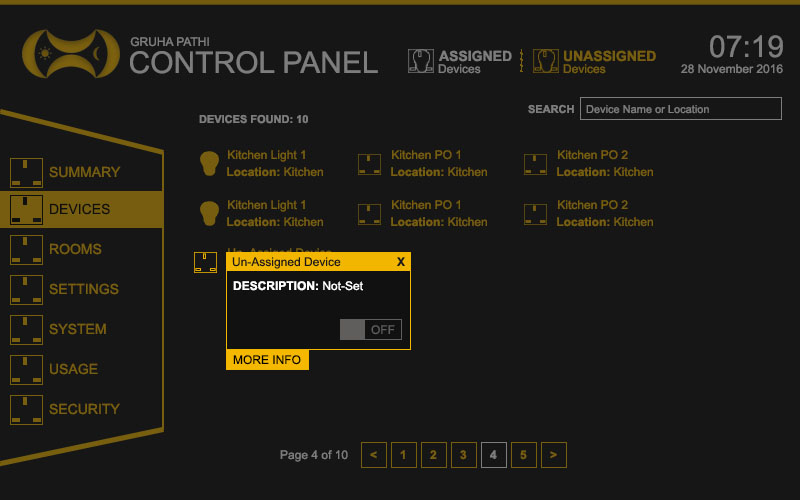 GRUHA PATHI
CONTROL PANEL
ASSIGNED
Devices
UNASSIGNED
Devices
07:19
28 November 2016
SEARCH
Device Name or Location
DEVICES FOUND: 10
SUMMARY
DEVICES
ROOMS
SETTINGS
SYSTEM
USAGE
SECURITY
Kitchen Light 1
Location: Kitchen
Kitchen PO 1
Location: Kitchen
Kitchen PO 2
Location: Kitchen
Kitchen Light 1
Location: Kitchen
Kitchen PO 1
Location: Kitchen
Kitchen PO 2
Location: Kitchen
Un-Assigned Device
Un-Assigned Device X
DESCRIPTION: Not-Set
OFF
MORE INFO
Page 4 of 10 < 1 2 3 4 5 >